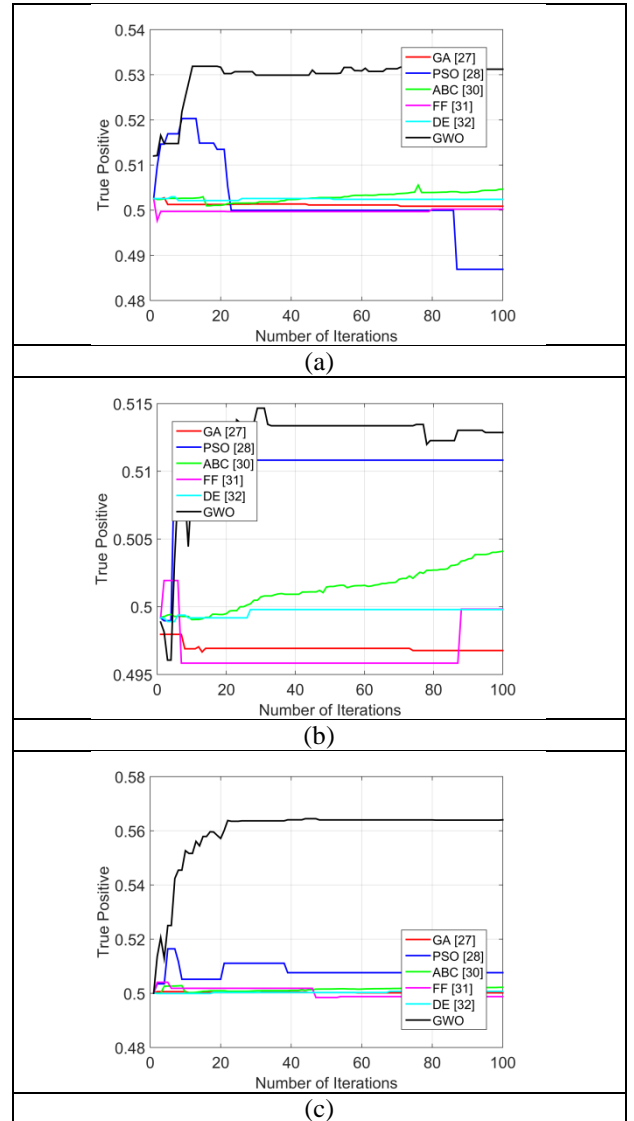 0.54
0.53
0.52
0.51
0.5
0.49
0.48
True Positive
GA [27]
PSO [28]
ABC [30]
FF [31]
DE [32]
GWO
0 20 40 60 80 100
Number of Iterations
(a)
0.515
0.51
0.505
0.5
0.495
True Positive
GA [27]
PSO [28]
ABC [30]
FF [31]
DE [32]
GWO
0 20 40 60 80 100
Number of Iterations
(b)
0.58
0.56
0.54
0.52
0.5
0.48
True Positive
GA [27]
PSO [28]
ABC [30]
FF [31]
DE [32]
GWO
0 20 40 60 80 100
Number of Iterations
(c)